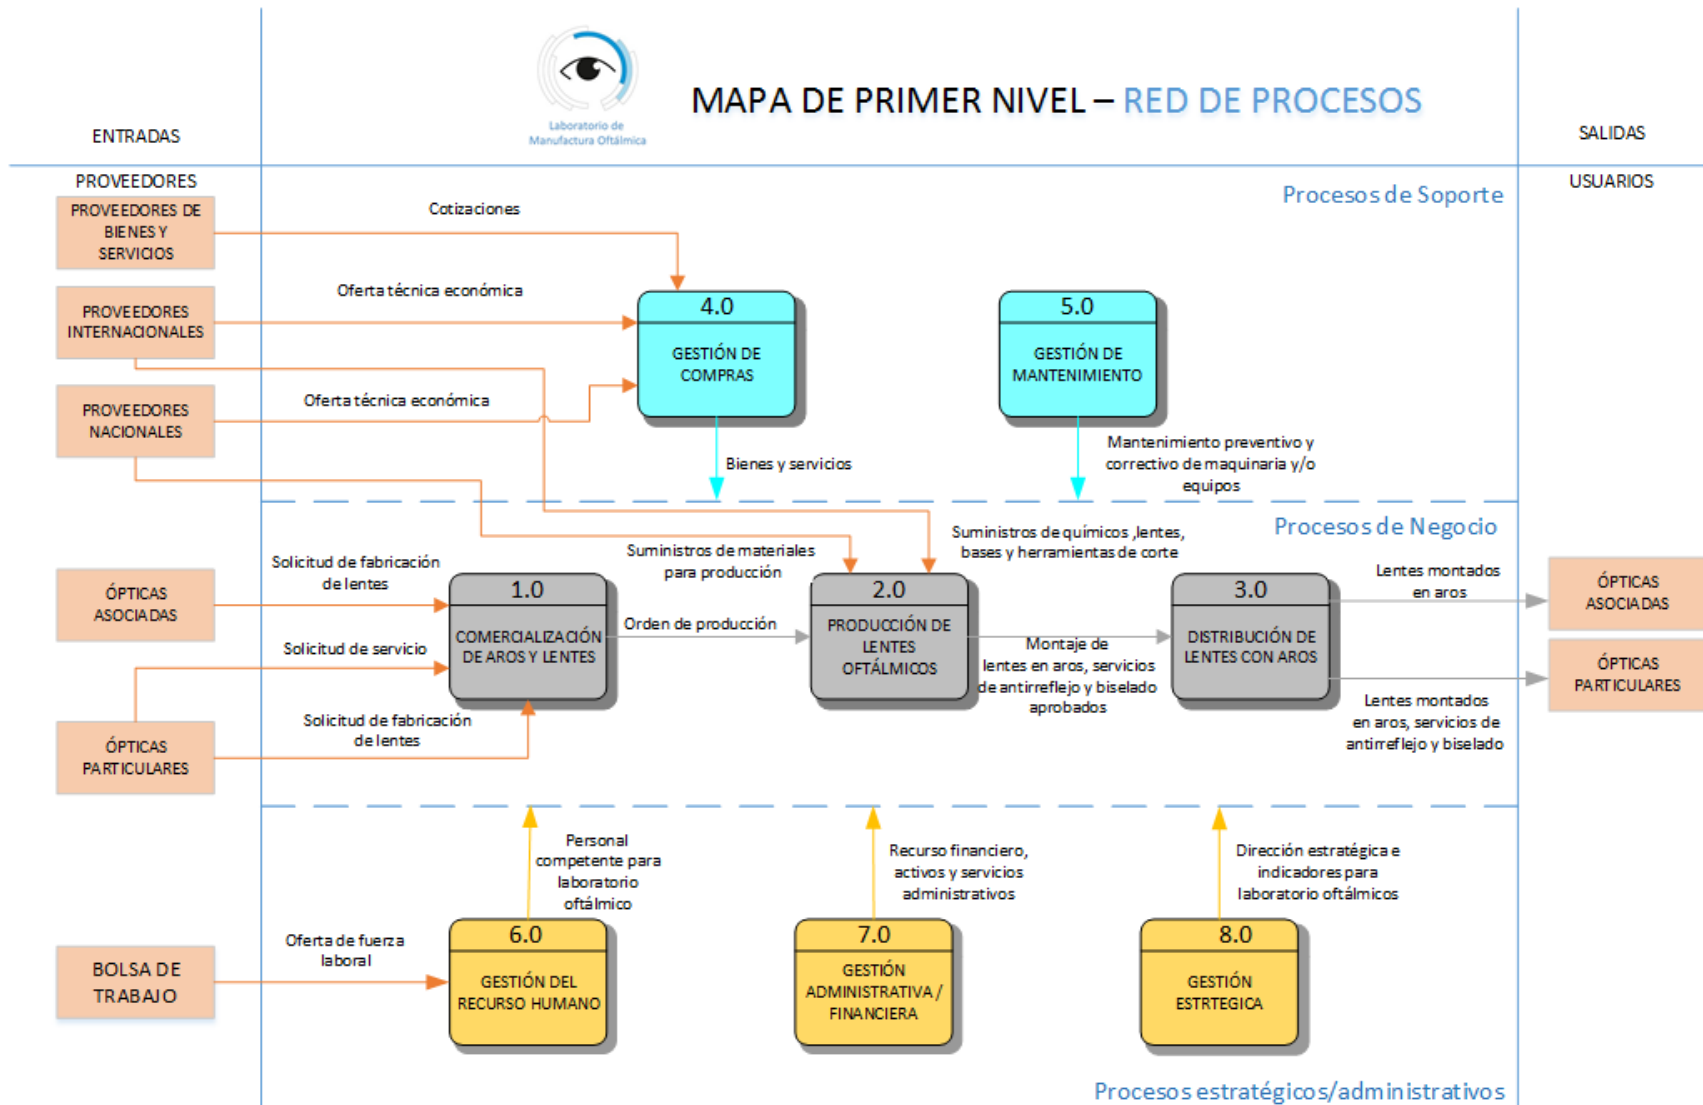 Laboratorio de
Manufactura Oftálmica
MAPA DE PRIMER NIVEL – RED DE PROCESOS
ENTRADAS
SALIDAS
PROVEEDORES
USUARIOS
Procesos de Soporte
PROVEEDORES DE
BIENES Y
SERVICIOS
Cotizaciones
PROVEEDORES
INTERNACIONALES
Oferta técnica económica
4.0
GESTIÓN DE
COMPRAS
5.0
GESTIÓN DE
MANTENIMIENTO
PROVEEDORES
NACIONALES
Oferta técnica económica
Bienes y servicios
Mantenimiento preventivo y
correctivo de maquinaria y/o
equipos
Procesos de Negocio
Suministros de materiales
para producción
Suministros de químicos ,lentes,
bases y herramientas de corte
ÓPTICAS
ASOCIADAS
Solicitud de fabricación
de lentes
Solicitud de servicio
1.0
COMERCIALIZACIÓN
DE AROS Y LENTES
Orden de producción
2.0
PRODUCCIÓN DE
LENTES
OFTÁLMICOS
Montaje de
lentes en aros, servicios
de antirreflejo y biselado
aprobados
3.0
DISTRIBUCIÓN DE
LENTES CON AROS
Lentes montados
en aros
ÓPTICAS
ASOCIADAS
ÓPTICAS
PARTICULARES
Lentes montados
en aros, servicios de
antirreflejo y biselado
ÓPTICAS
PARTICULARES
Solicitud de fabricación
de lentes
Personal
competente para
laboratorio
oftálmico
Recurso financiero,
activos y servicios
administrativos
Dirección estratégica e
indicadores para
laboratorio oftálmicos
BOLSA DE
TRABAJO
Oferta de fuerza
laboral
6.0
GESTIÓN DEL
RECURSO HUMANO
7.0
GESTIÓN
ADMINISTRATIVA /
FINANCIERA
8.0
GESTIÓN
ESTRTEGICA
Procesos estratégicos/administrativos